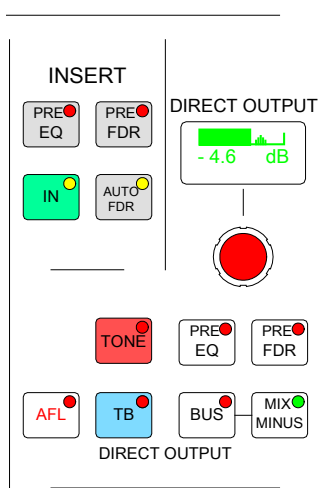 INSERT
PRE
EQ
PRE
FDR
DIRECT OUTPUT
- 4.6 dB
IN
AUTO
FDR
TONE
PRE
EQ
PRE
FDR
AFL
TB
BUS
MIX
MINUS
DIRECT OUTPUT